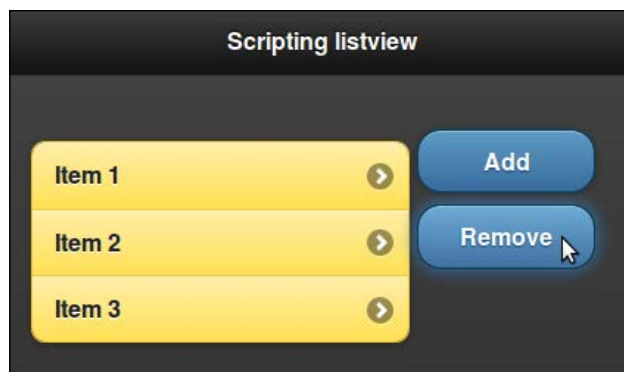 Scripting listview
Item 1
Add
Item 2
Remove
Item 3